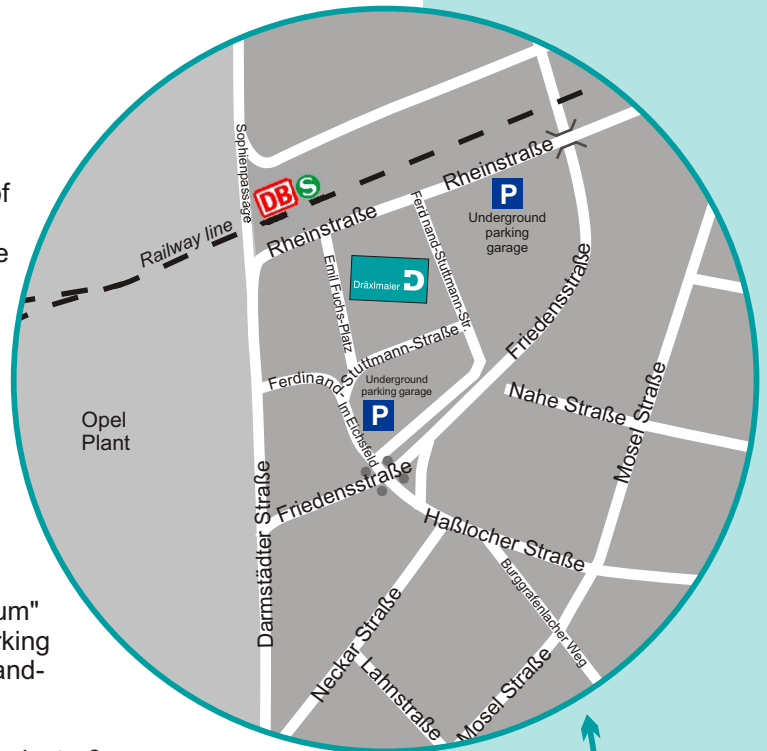 of
e
um"
rking
and-
Sophienpassage
DB
S
Railway line
Rheinstraße
Rheinstraße
P
Underground
parking
garage
Ferdinand-Stuttmann-Str.
Emil Fuchs-Platz
Dräxlmaier
Friedensstraße
Ferdinand-Stuttmann-Straße
Underground
parking garage
P
Im Eichsfeld
Nahe Straße
Mosel Straße
Opel
Plant
Friedensstraße
Darmstädter Straße
Haßlocher Straße
Burggrafenlacher Weg
Neckar Straße
Lahnstraße
Mosel Straße